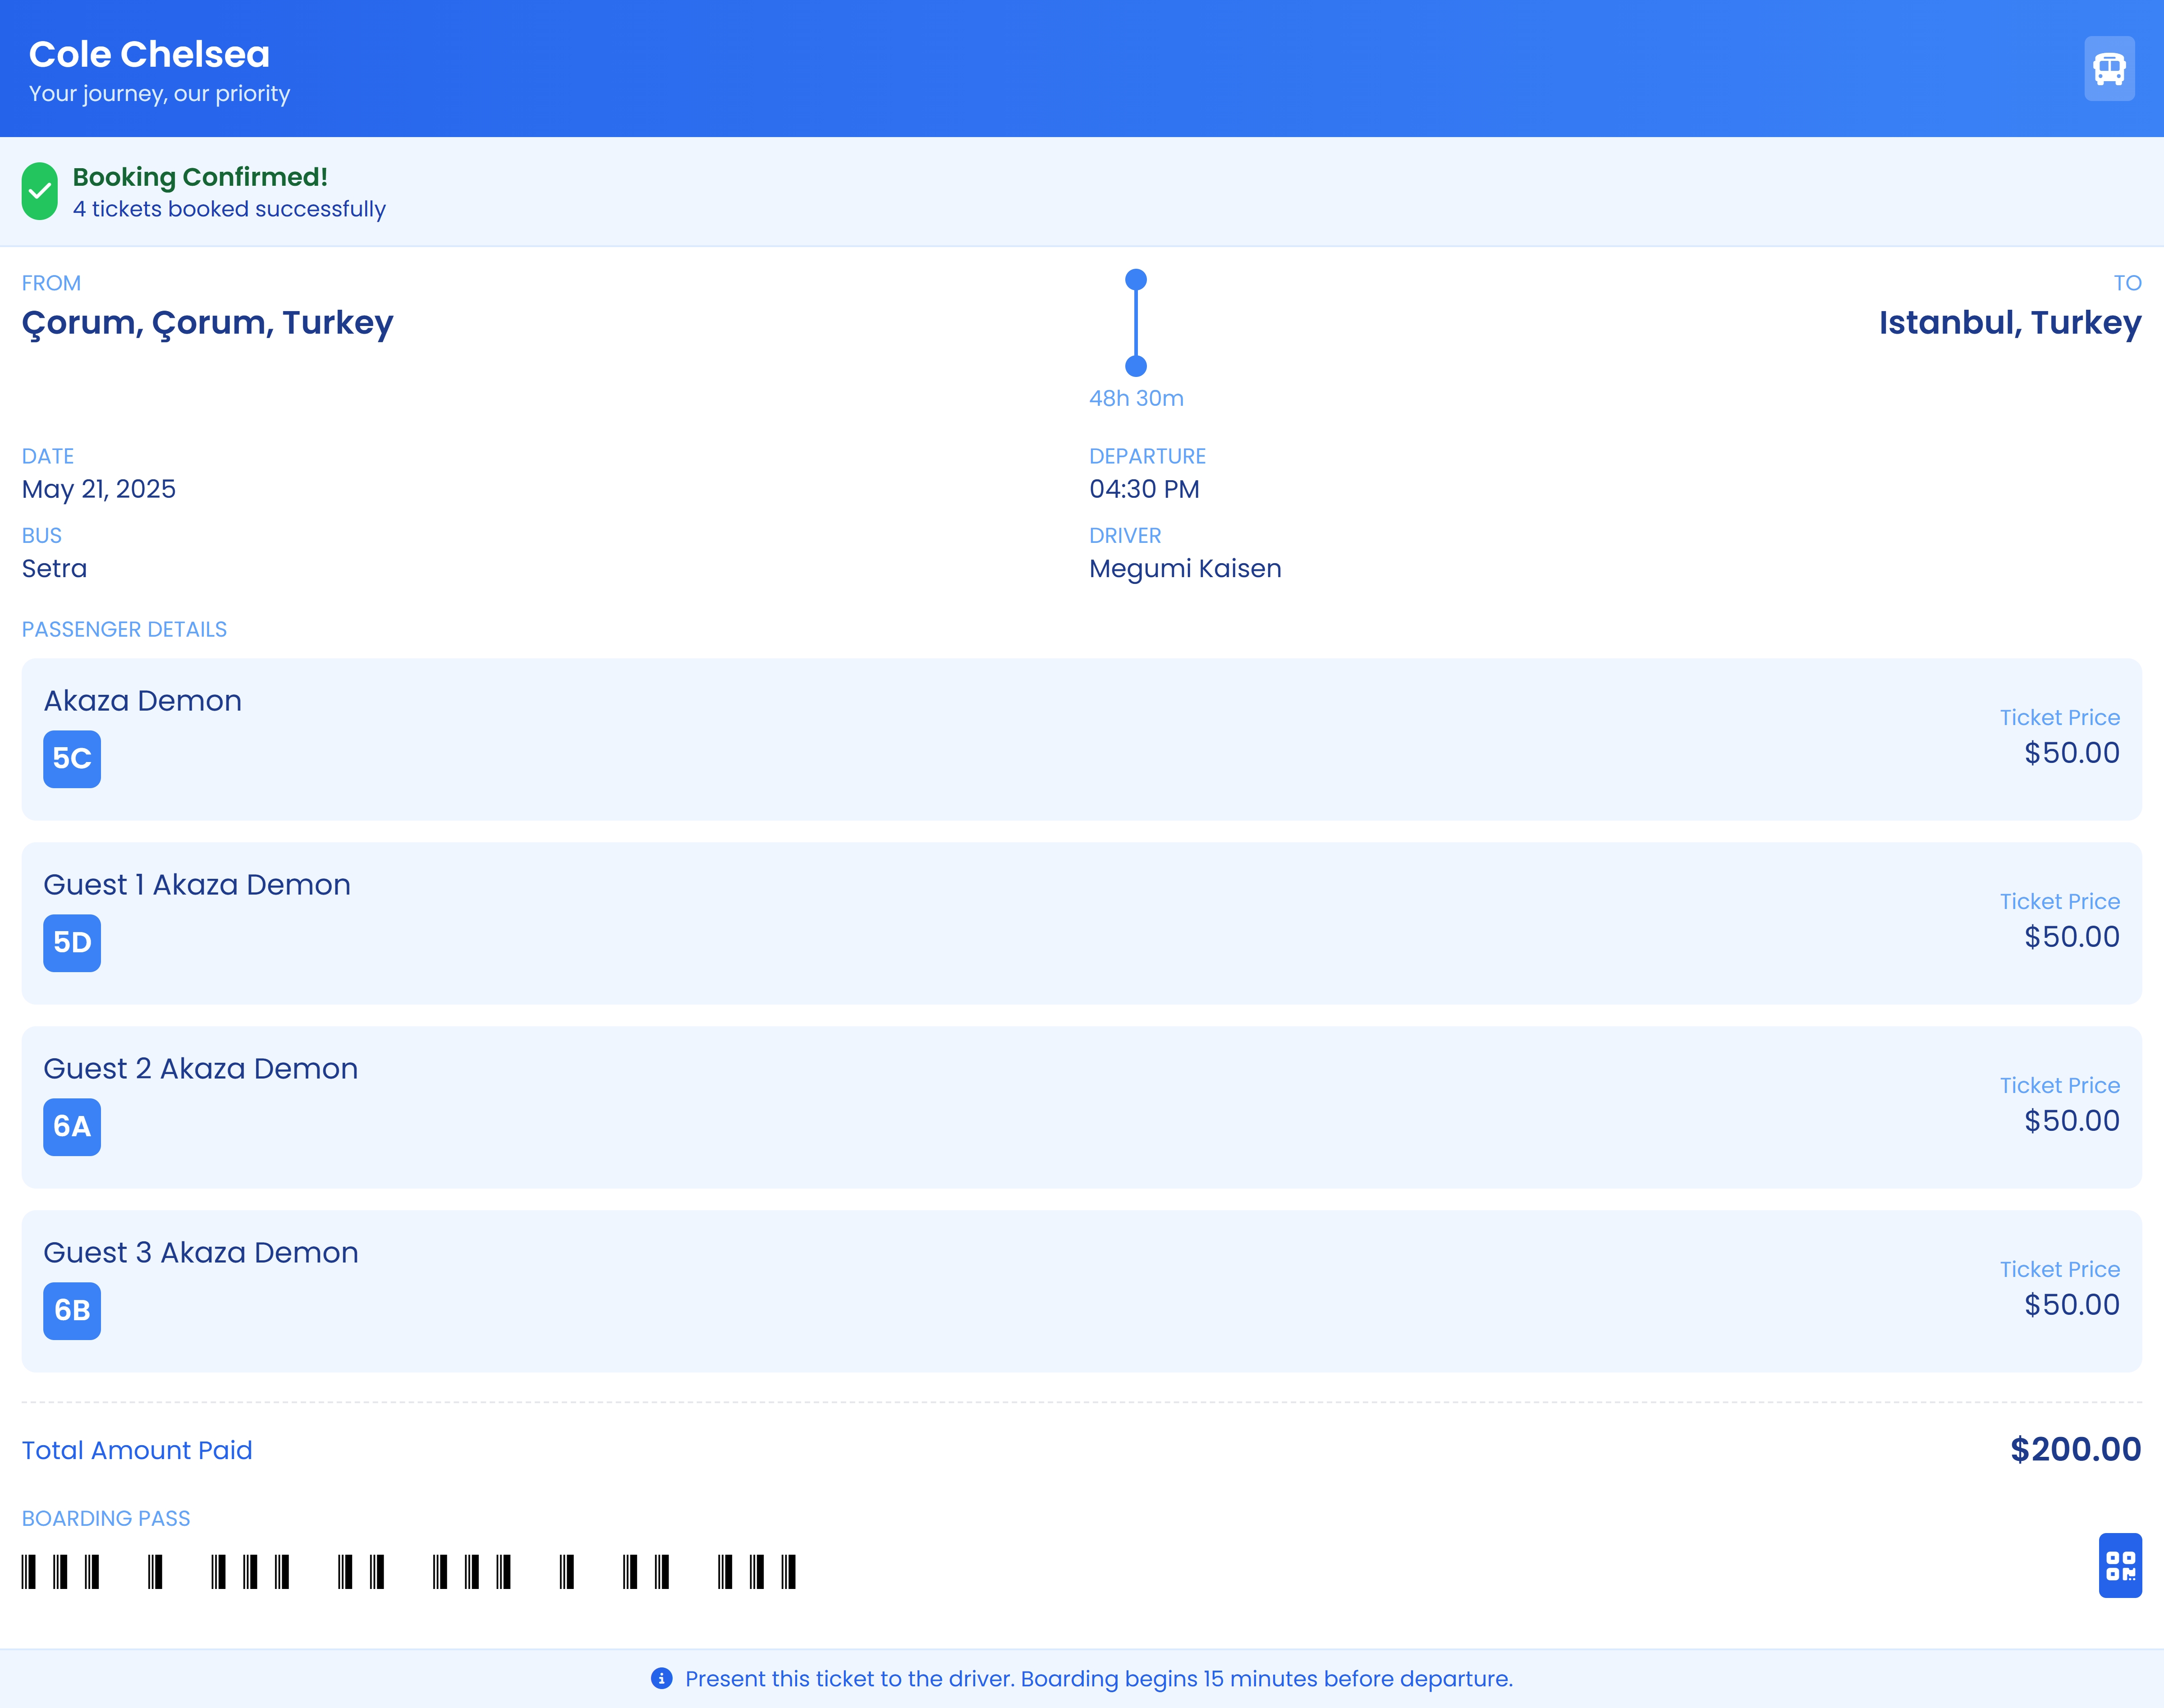 Cole Chelsea
Your journey, our priority
Booking Confirmed!
4 tickets booked successfully
FROM
Çorum, Çorum, Turkey
TO
Istanbul, Turkey
48h 30m
DATE
May 21, 2025
DEPARTURE
04:30 PM
BUS
Setra
DRIVER
Megumi Kaisen
PASSENGER DETAILS
Akaza Demon
5C
Ticket Price
$50.00
Guest 1 Akaza Demon
5D
Ticket Price
$50.00
Guest 2 Akaza Demon
6A
Ticket Price
$50.00
Guest 3 Akaza Demon
6B
Ticket Price
$50.00
Total Amount Paid
$200.00
BOARDING PASS
Present this ticket to the driver. Boarding begins 15 minutes before departure.